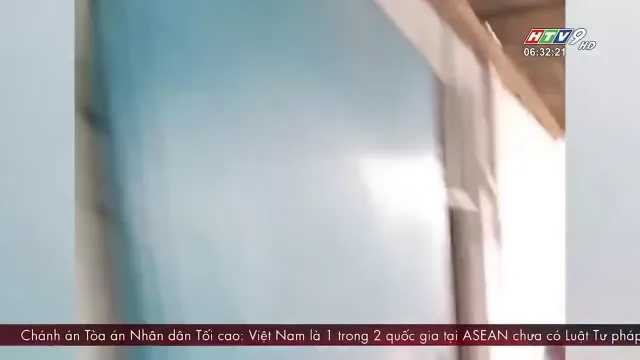 HTV9 HD
06:32:21
Chánh án Tòa án Nhân dân Tối cao: Việt Nam là 1 trong 2 quốc gia tại ASEAN chưa có Luật Tư pháp